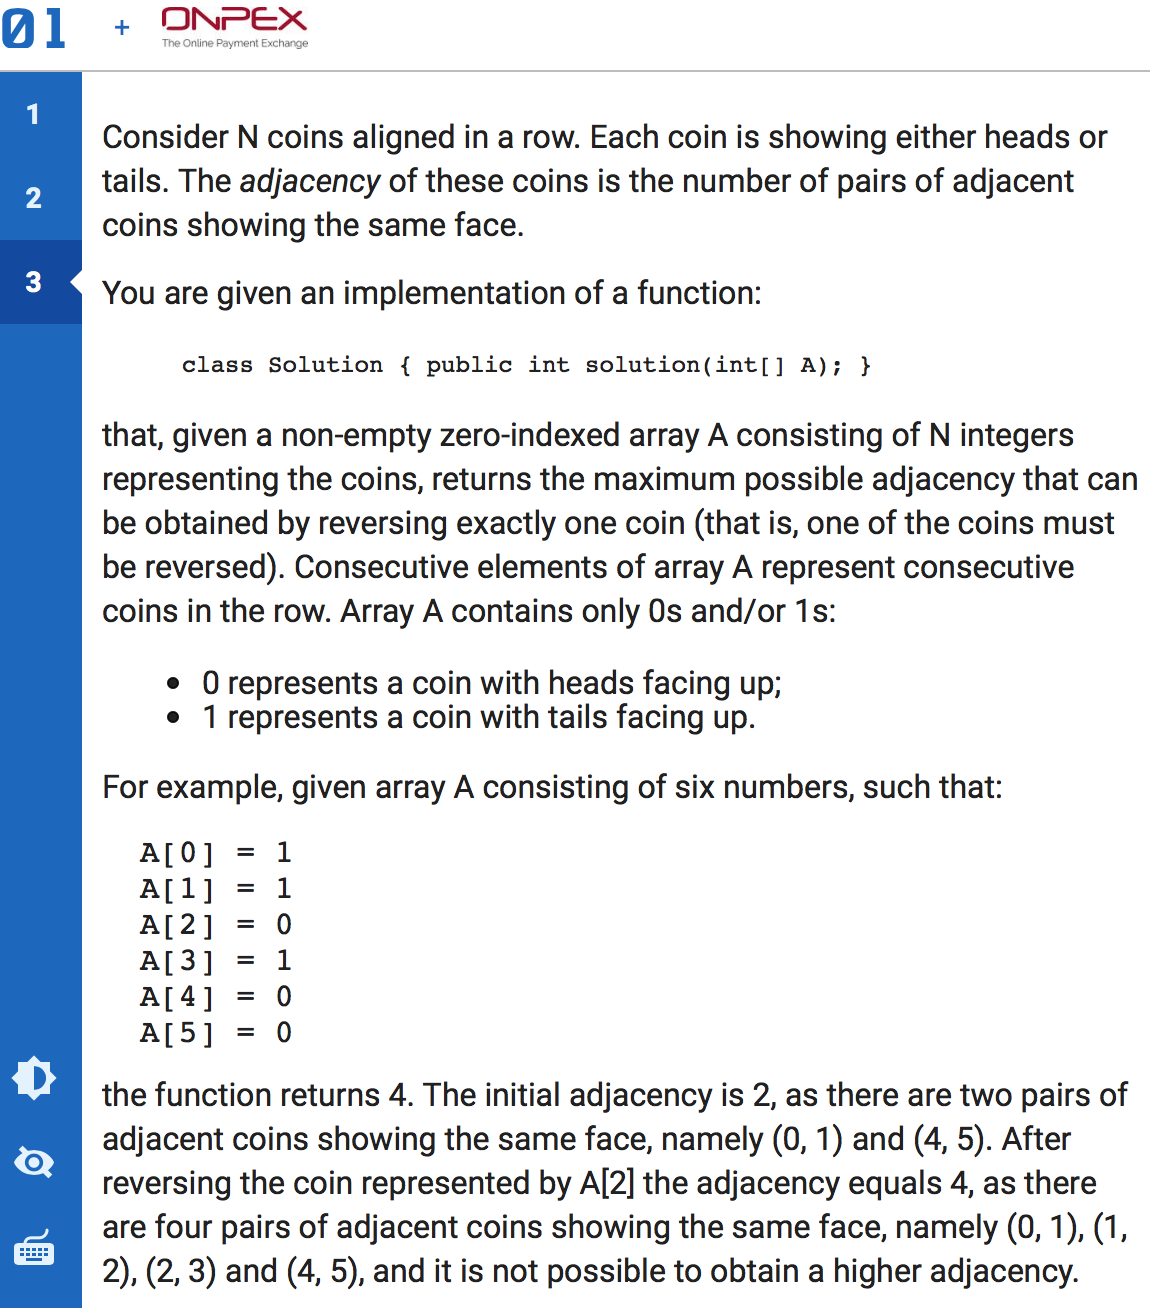 01 + ONPEX
The Online Payment Exchange
1
2
3
Consider N coins aligned in a row. Each coin is showing either heads or
tails. The adjacency of these coins is the number of pairs of adjacent
coins showing the same face.
You are given an implementation of a function:
class Solution { public int solution(int[] A); }
that, given a non-empty zero-indexed array A consisting of N integers
representing the coins, returns the maximum possible adjacency that can
be obtained by reversing exactly one coin (that is, one of the coins must
be reversed). Consecutive elements of array A represent consecutive
coins in the row. Array A contains only 0s and/or 1s:
• 0 represents a coin with heads facing up;
• 1 represents a coin with tails facing up.
For example, given array A consisting of six numbers, such that:
A[0] = 1
A[1] = 1
A[2] = 0
A[3] = 1
A[4] = 0
A[5] = 0
the function returns 4. The initial adjacency is 2, as there are two pairs of
adjacent coins showing the same face, namely (0, 1) and (4, 5). After
reversing the coin represented by A[2] the adjacency equals 4, as there
are four pairs of adjacent coins showing the same face, namely (0, 1), (1,
2), (2, 3) and (4, 5), and it is not possible to obtain a higher adjacency.